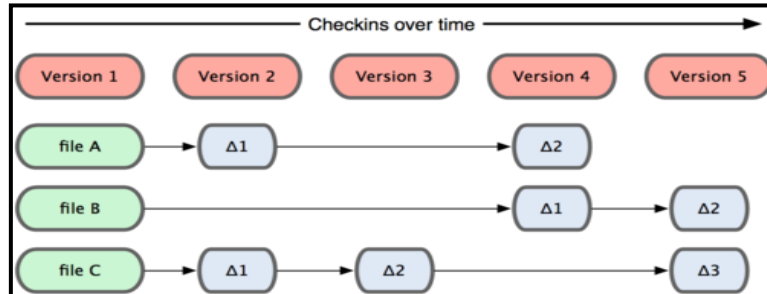 Checkins over time
Version 1 Version 2 Version 3 Version 4 Version 5
file A Δ1 Δ2
file B Δ1 Δ2
file C Δ1 Δ2 Δ3